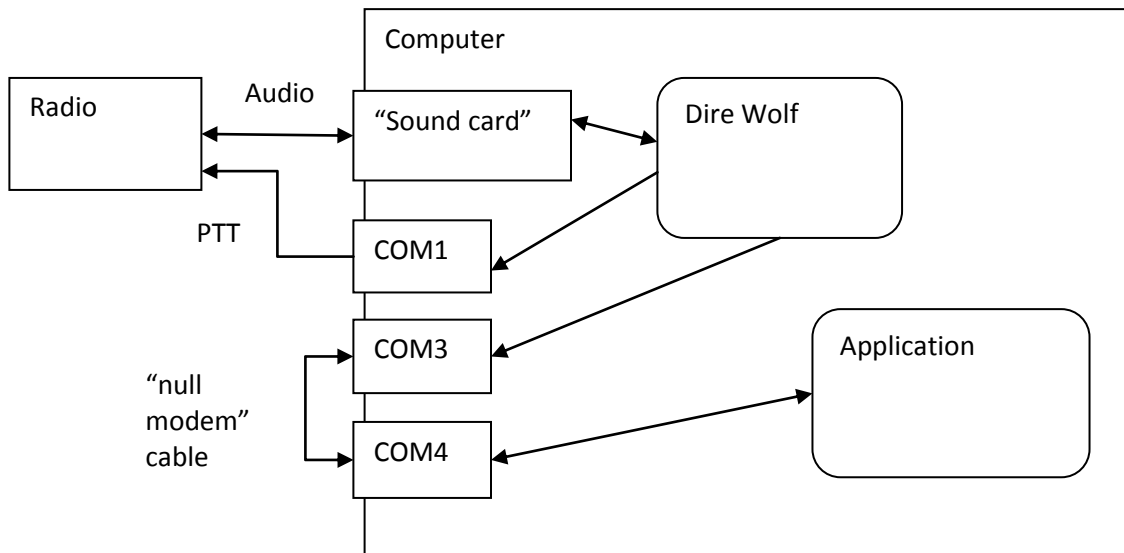 Computer
Radio
Audio
“Sound card”
Dire Wolf
PTT
COM1
COM3
Application
“null
modem”
cable
COM4